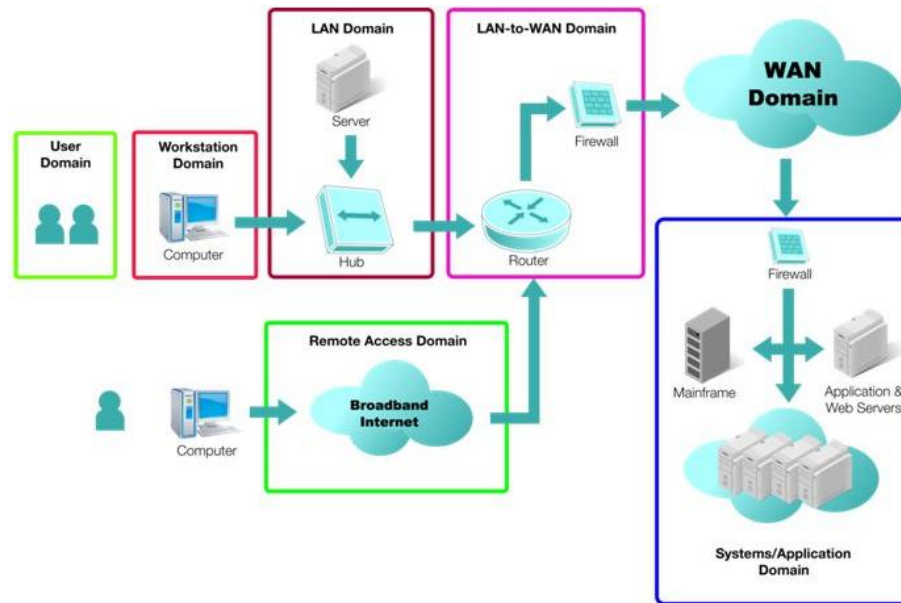 LAN Domain
Server
Hub
LAN-to-WAN Domain
Firewall
Router
WAN
Domain
User
Domain
Workstation
Domain
Computer
Firewall
Mainframe
Application &
Web Servers
Systems/Application
Domain
Remote Access Domain
Broadband
Internet
Computer